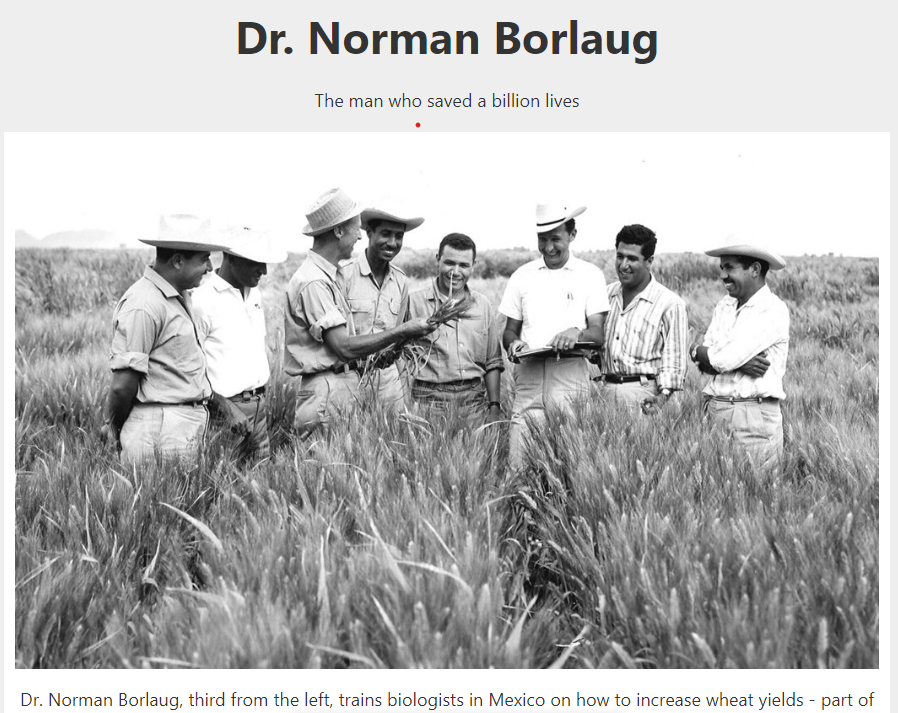 Dr. Norman Borlaug
The man who saved a billion lives
Dr. Norman Borlaug, third from the left, trains biologists in Mexico on how to increase wheat yields - part of